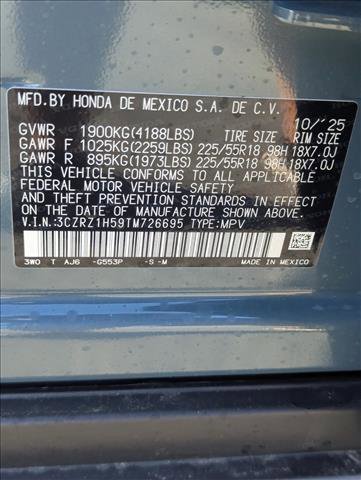 MFD.BY HONDA DE MEXICO S.A. DE C.V. 10/'25
GVWR 1900KG(4188LBS) TIRE SIZE RIM SIZE
GAWR F 1025KG(2259LBS) 225/55R18 98H 18X7.0J
GAWR R 895KG(1973LBS) 225/55R18 98H 18X7.0J
THIS VEHICLE CONFORMS TO ALL APPLICABLE
FEDERAL MOTOR VEHICLE SAFETY AND
THEFT PREVENTION STANDARDS IN EFFECT ON
THE DATE OF MANUFACTURE SHOWN ABOVE.
V.I.N.:3CZRZ1H59TM726695 TYPE:MPV
3W0 T AJ6 -G553P -S -M MADE IN MEXICO